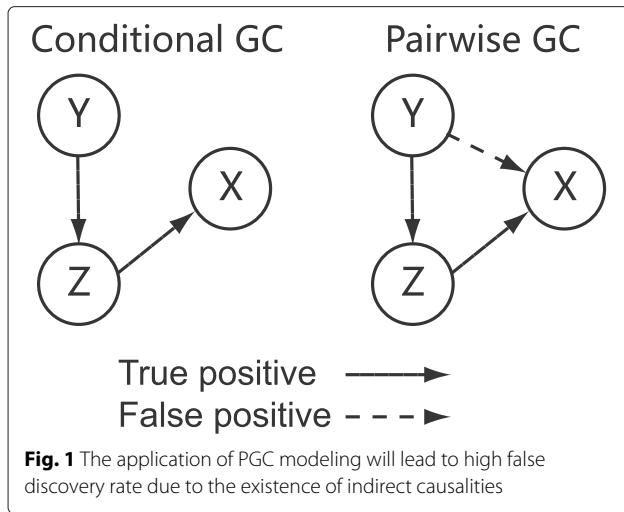 Conditional GC
Pairwise GC
Y
X
Z
Y
X
Z
True positive
False positive
Fig. 1 The application of PGC modeling will lead to high false
discovery rate due to the existence of indirect causalities